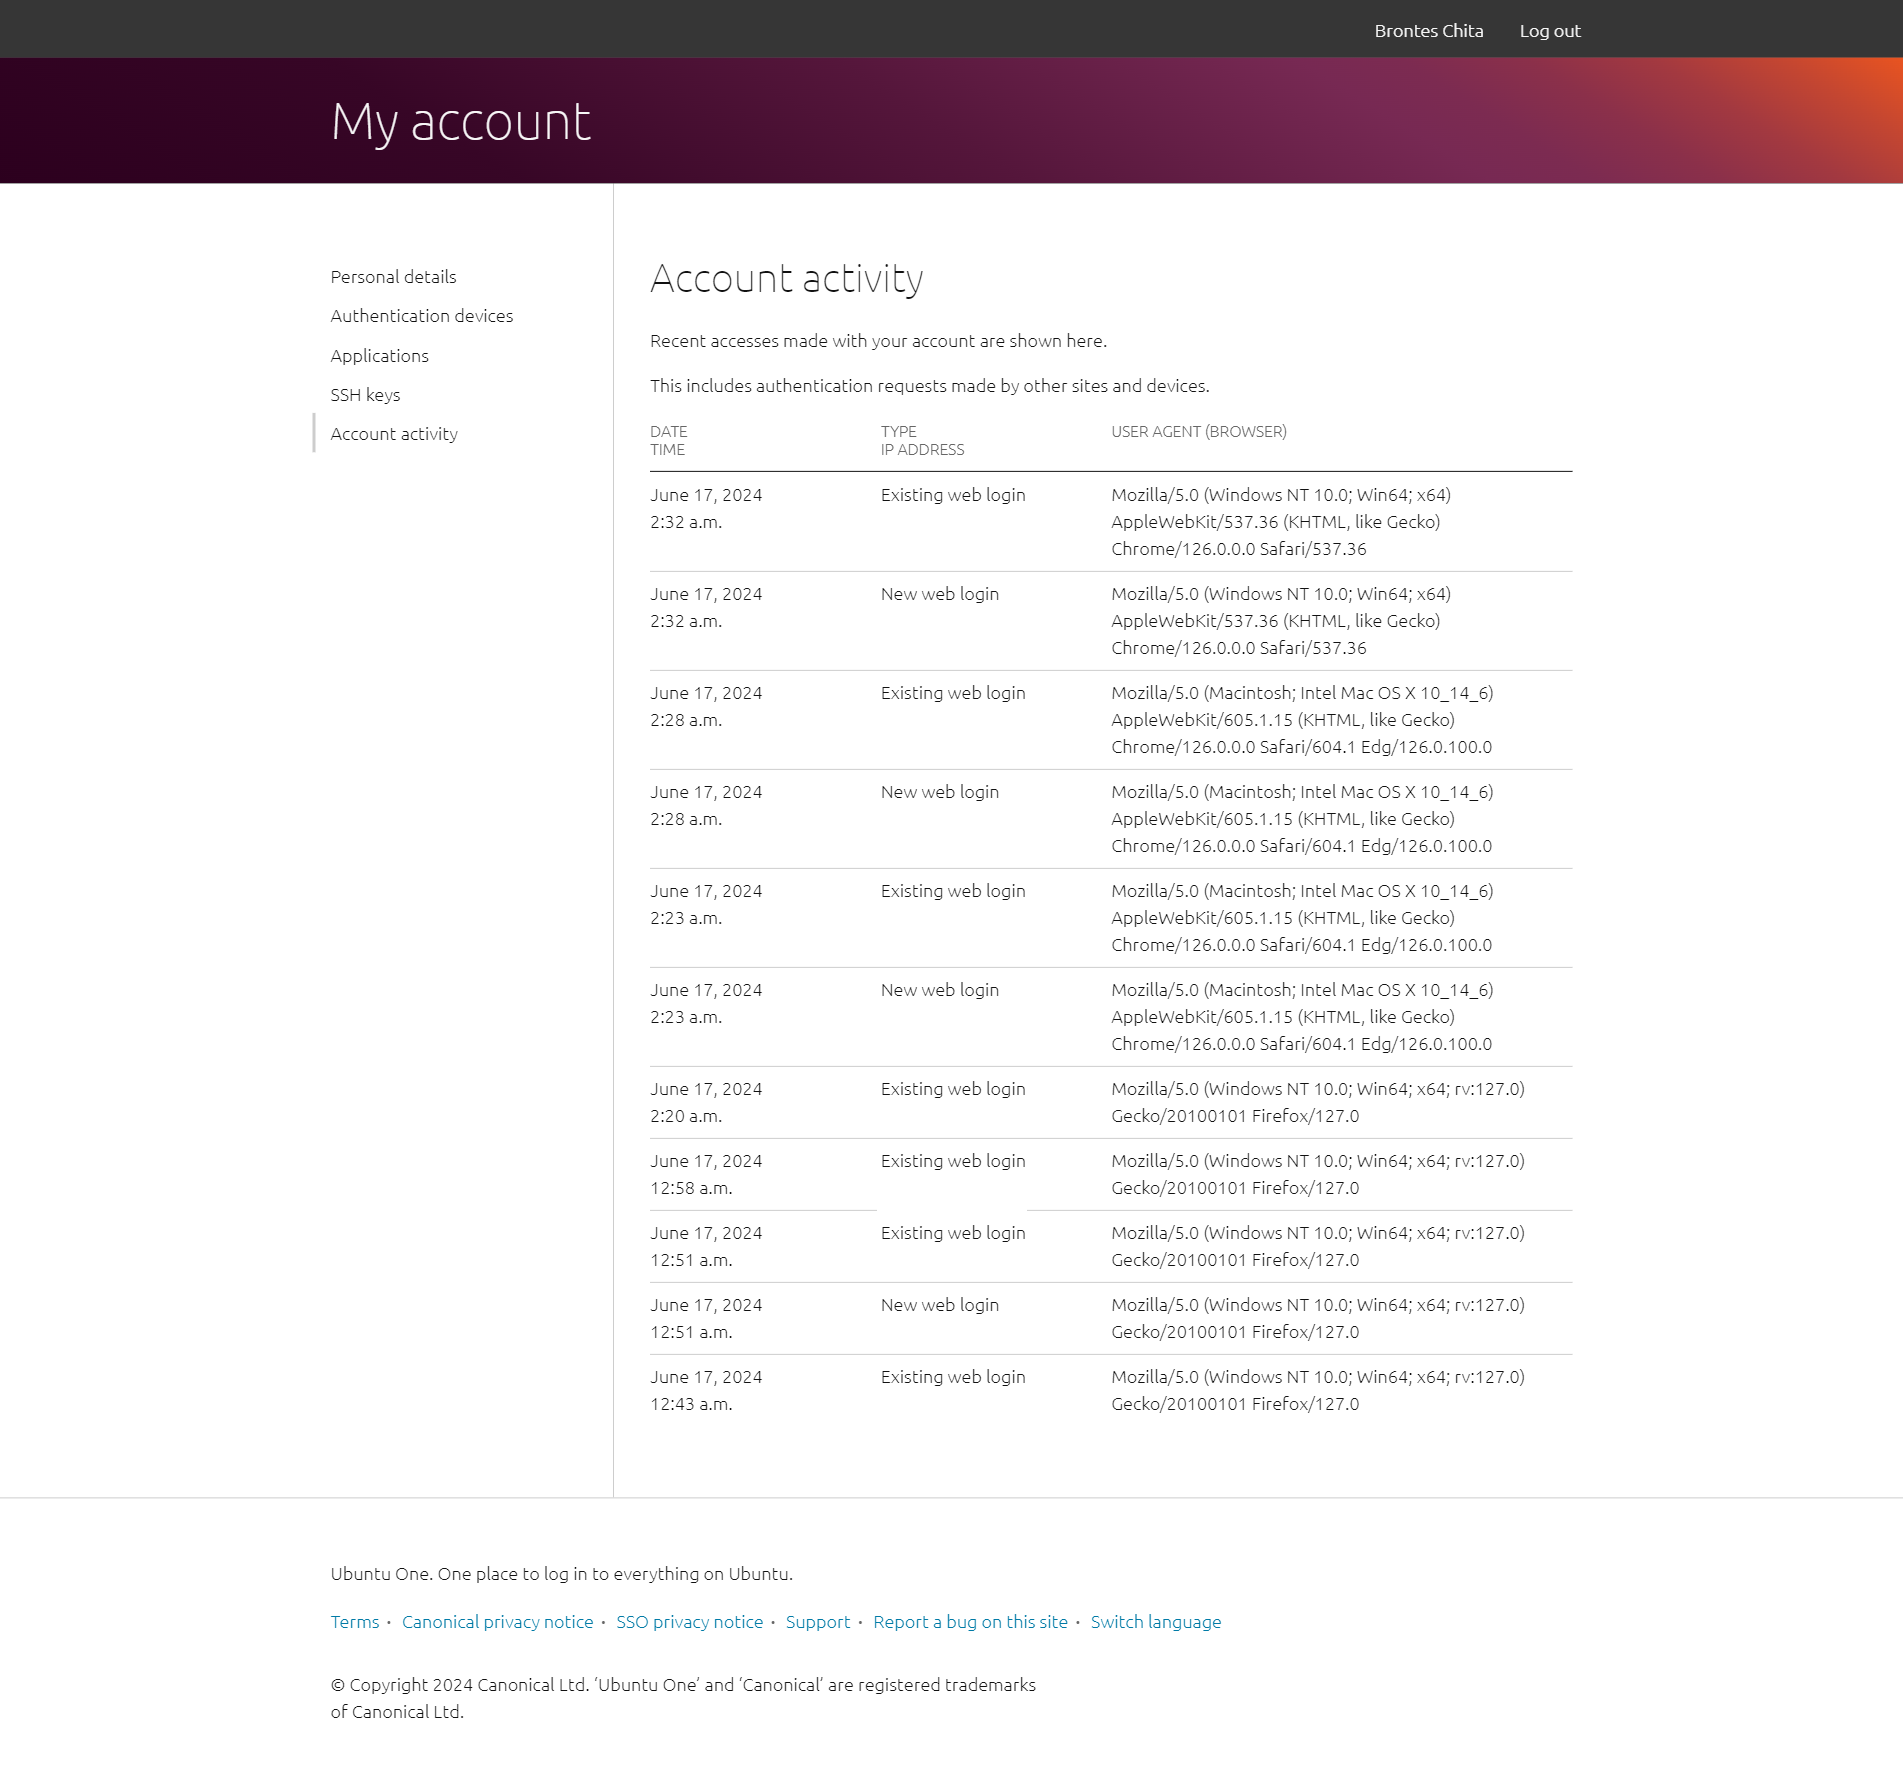 Brontes Chita
Log out
My account
Personal details
Authentication devices
Applications
SSH keys
Account activity
Account activity
Recent accesses made with your account are shown here.
This includes authentication requests made by other sites and devices.
DATE
TIME
TYPE
IP ADDRESS
USER AGENT (BROWSER)
June 17, 2024
2:32 a.m.
Existing web login
Mozilla/5.0 (Windows NT 10.0; Win64; x64)
AppleWebKit/537.36 (KHTML, like Gecko)
Chrome/126.0.0.0 Safari/537.36
June 17, 2024
2:32 a.m.
New web login
Mozilla/5.0 (Windows NT 10.0; Win64; x64)
AppleWebKit/537.36 (KHTML, like Gecko)
Chrome/126.0.0.0 Safari/537.36
June 17, 2024
2:28 a.m.
Existing web login
Mozilla/5.0 (Macintosh; Intel Mac OS X 10_14_6)
AppleWebKit/605.1.15 (KHTML, like Gecko)
Chrome/126.0.0.0 Safari/604.1 Edg/126.0.100.0
June 17, 2024
2:28 a.m.
New web login
Mozilla/5.0 (Macintosh; Intel Mac OS X 10_14_6)
AppleWebKit/605.1.15 (KHTML, like Gecko)
Chrome/126.0.0.0 Safari/604.1 Edg/126.0.100.0
June 17, 2024
2:23 a.m.
Existing web login
Mozilla/5.0 (Macintosh; Intel Mac OS X 10_14_6)
AppleWebKit/605.1.15 (KHTML, like Gecko)
Chrome/126.0.0.0 Safari/604.1 Edg/126.0.100.0
June 17, 2024
2:23 a.m.
New web login
Mozilla/5.0 (Macintosh; Intel Mac OS X 10_14_6)
AppleWebKit/605.1.15 (KHTML, like Gecko)
Chrome/126.0.0.0 Safari/604.1 Edg/126.0.100.0
June 17, 2024
2:20 a.m.
Existing web login
Mozilla/5.0 (Windows NT 10.0; Win64; x64; rv:127.0)
Gecko/20100101 Firefox/127.0
June 17, 2024
12:58 a.m.
Existing web login
Mozilla/5.0 (Windows NT 10.0; Win64; x64; rv:127.0)
Gecko/20100101 Firefox/127.0
June 17, 2024
12:51 a.m.
Existing web login
Mozilla/5.0 (Windows NT 10.0; Win64; x64; rv:127.0)
Gecko/20100101 Firefox/127.0
June 17, 2024
12:51 a.m.
New web login
Mozilla/5.0 (Windows NT 10.0; Win64; x64; rv:127.0)
Gecko/20100101 Firefox/127.0
June 17, 2024
12:43 a.m.
Existing web login
Mozilla/5.0 (Windows NT 10.0; Win64; x64; rv:127.0)
Gecko/20100101 Firefox/127.0
Ubuntu One. One place to log in to everything on Ubuntu.
Terms · Canonical privacy notice · SSO privacy notice · Support · Report a bug on this site · Switch language
© Copyright 2024 Canonical Ltd. ‘Ubuntu One’ and ‘Canonical’ are registered trademarks
of Canonical Ltd.